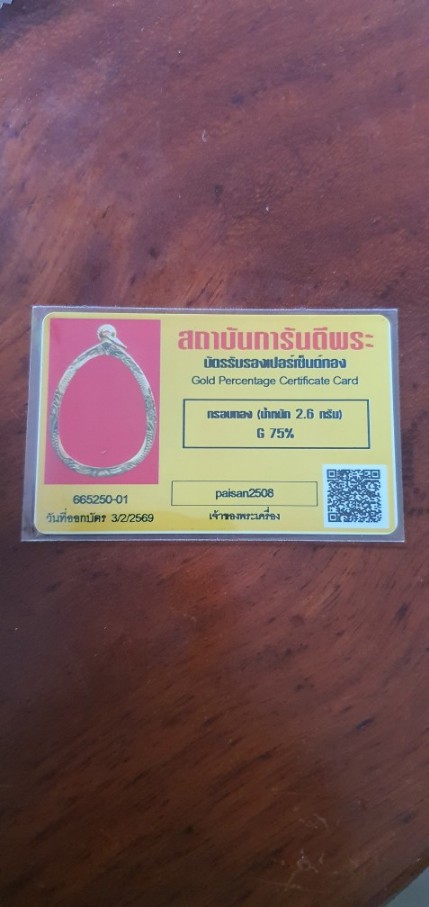 สถาบันการันตีพระ
บัตรรับรองเปอร์เซ็นต์ทอง
Gold Percentage Certificate Card
กรอบทอง (น้ำหนัก 2.6 กรัม)
G 75%
665250-01
paisan2508
วันที่ออกบัตร 3/2/2569
เจ้าของพระเครื่อง